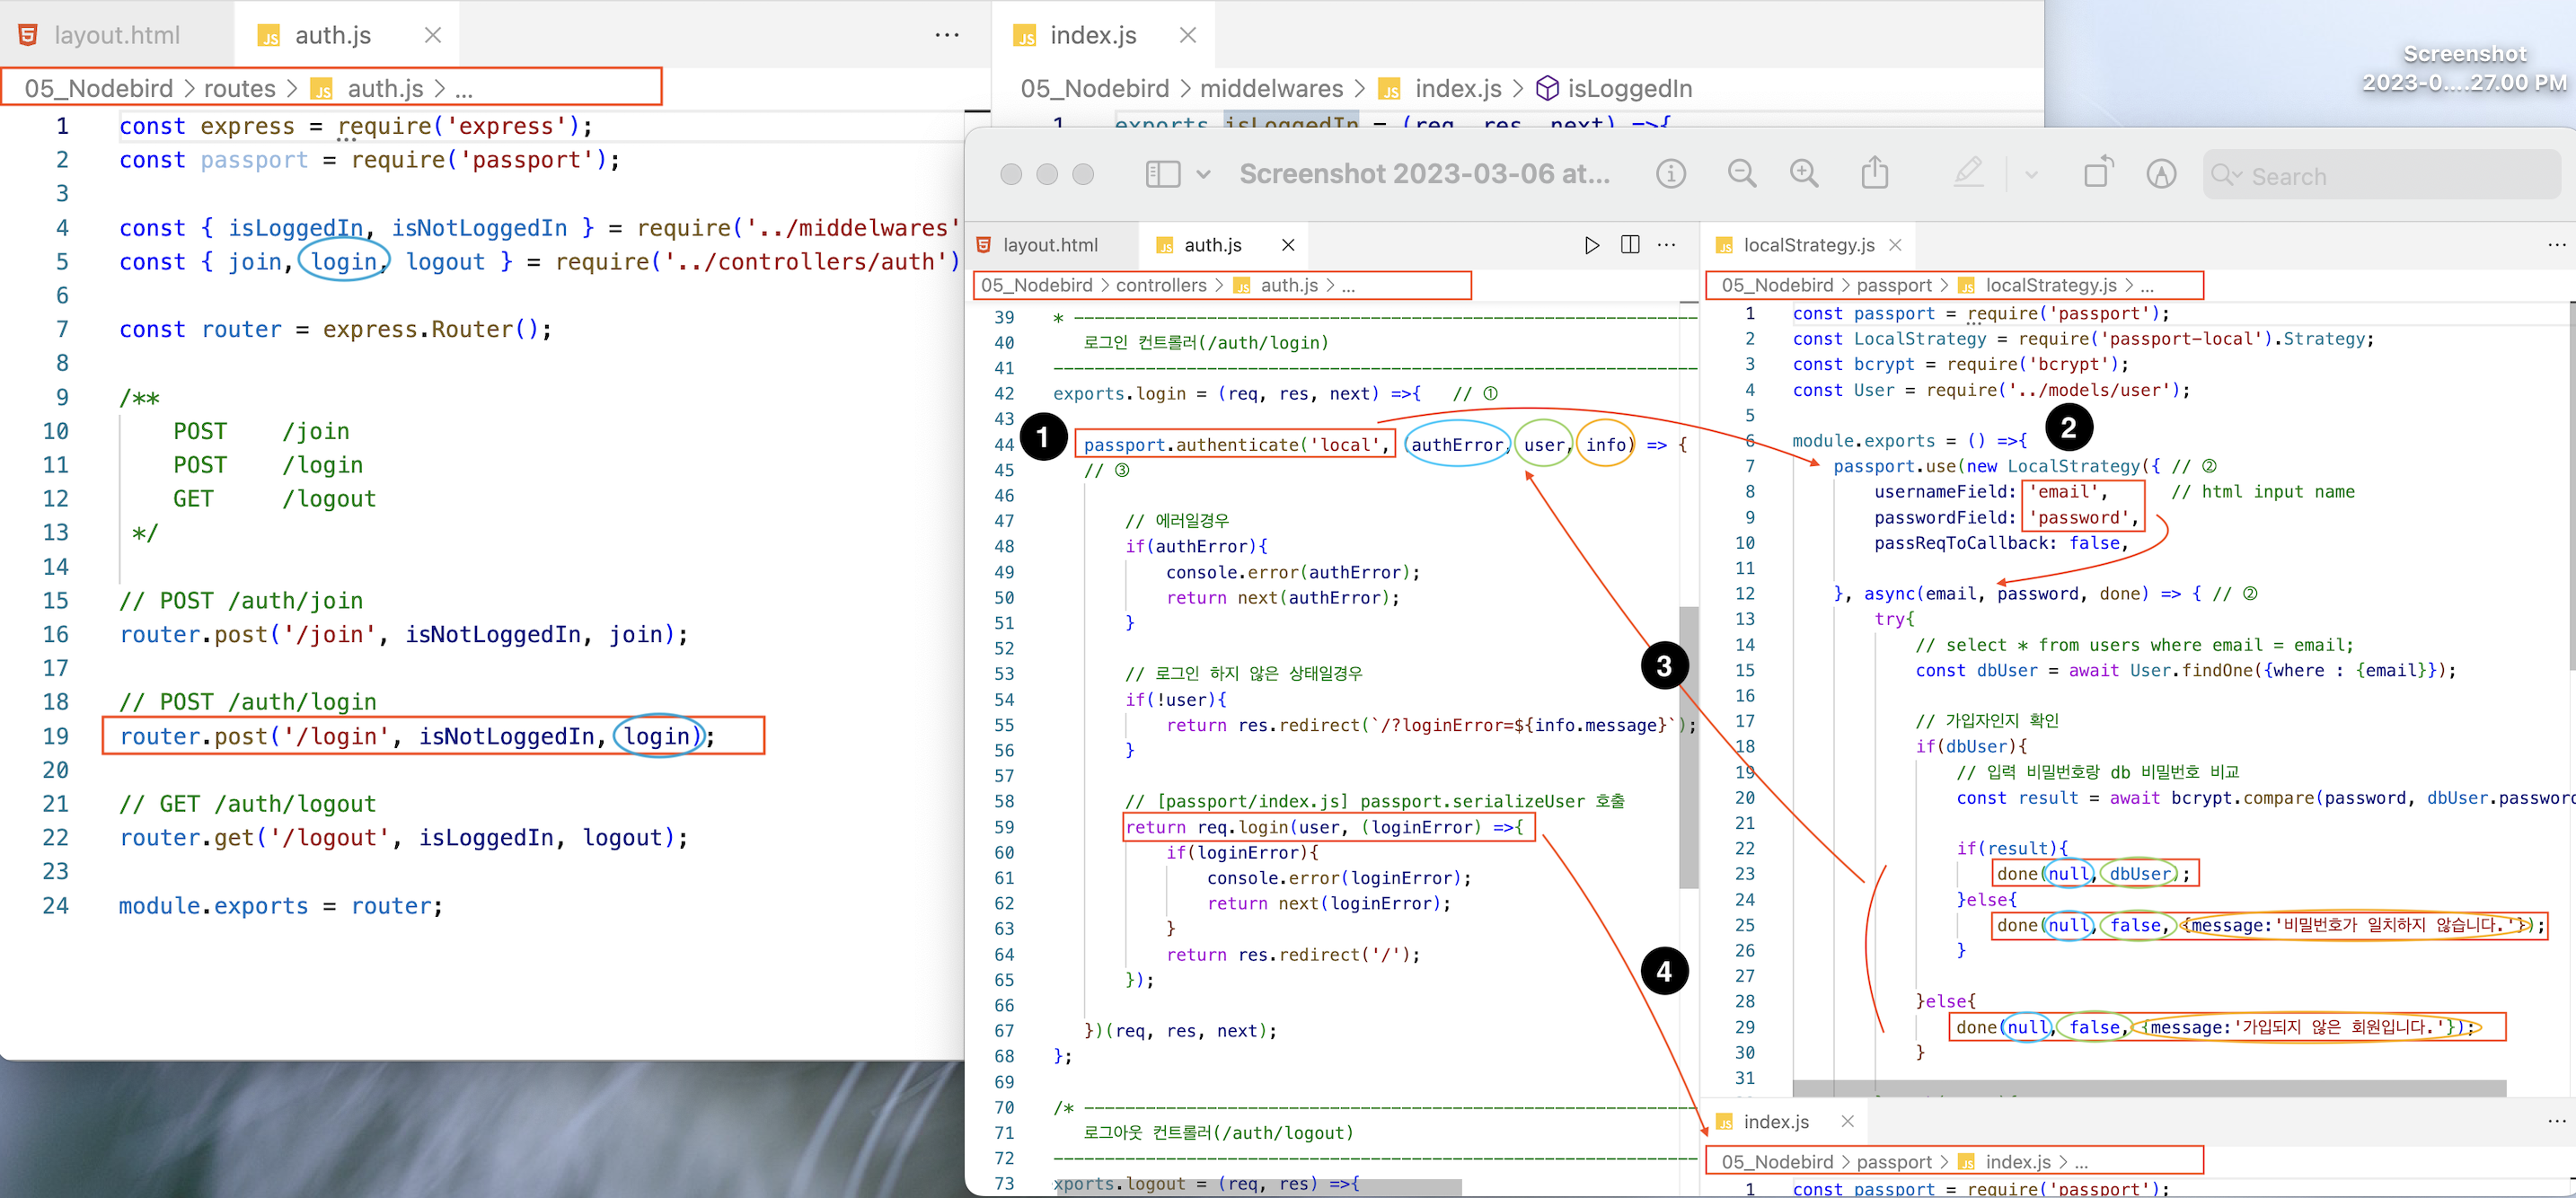 layout.html
auth.js
index.js
05_Nodebird > routes > auth.js > ...
1 const express = require('express');
2 const passport = require('passport');
3
4 const { isLoggedIn, isNotLoggedIn } = require('../middelwares'
5 const { join, login, logout } = require('../controllers/auth')
6
7 const router = express.Router();
8
9 /**
10 POST /join
11 POST /login
12 GET /logout
13 */
14
15 // POST /auth/join
16 router.post('/join', isNotLoggedIn, join);
17
18 // POST /auth/login
19 router.post('/login', isNotLoggedIn, login);
20
21 // GET /auth/logout
22 router.get('/logout', isLoggedIn, logout);
23
24 module.exports = router;
05_Nodebird > middelwares > index.js > isLoggedIn
1 exports.isLoggedIn = (req, res, next) =>{
Screenshot
2023-0....27.00 PM
Screenshot 2023-03-06 at...
Search
layout.html
auth.js
05_Nodebird > controllers > auth.js > ...
39 * ----
40 로그인 컨트롤러(/auth/login)
41 ----
42 exports.login = (req, res, next) =>{ // ①
43
1
44 passport.authenticate('local', (authError, user, info) => {
45 // ③
46
47 // 에러일경우
48 if(authError){
49 console.error(authError);
50 return next(authError);
51 }
52
53 // 로그인 하지 않은 상태일경우
54 if(!user){
55 return res.redirect(`/?loginError=${info.message}`);
56 }
57
58 // [passport/index.js] passport.serializeUser 호출
59 return req.login(user, (loginError) =>{
60 if(loginError){
61 console.error(loginError);
62 return next(loginError);
63 }
64 return res.redirect('/');
65 });
66
67 })(req, res, next);
68 };
69
70 /* ----
71 로그아웃 컨트롤러(/auth/logout)
72 ----
73 xports.logout = (req, res) =>{
3
4
localStrategy.js
05_Nodebird > passport > localStrategy.js > ...
1 const passport = require('passport');
2 const LocalStrategy = require('passport-local').Strategy;
3 const bcrypt = require('bcrypt');
4 const User = require('../models/user');
5
2
6 module.exports = () =>{
7 passport.use(new LocalStrategy({ // ②
8 usernameField: 'email', // html input name
9 passwordField: 'password',
10 passReqToCallback: false,
11
12 }, async(email, password, done) => { // ②
13 try{
14 // select * from users where email = email;
15 const dbUser = await User.findOne({where : {email}});
16
17 // 가입자인지 확인
18 if(dbUser){
19 // 입력 비밀번호랑 db 비밀번호 비교
20 const result = await bcrypt.compare(password, dbUser.passworc
21
22 if(result){
23 done(null, dbUser);
24 }else{
25 done(null, false, {message:'비밀번호가 일치하지 않습니다.'});
26 }
27
28 }else{
29 done(null, false, {message:'가입되지 않은 회원입니다.'});
30 }
31
index.js
05_Nodebird > passport > index.js > ...
1 const passport = require('passport');